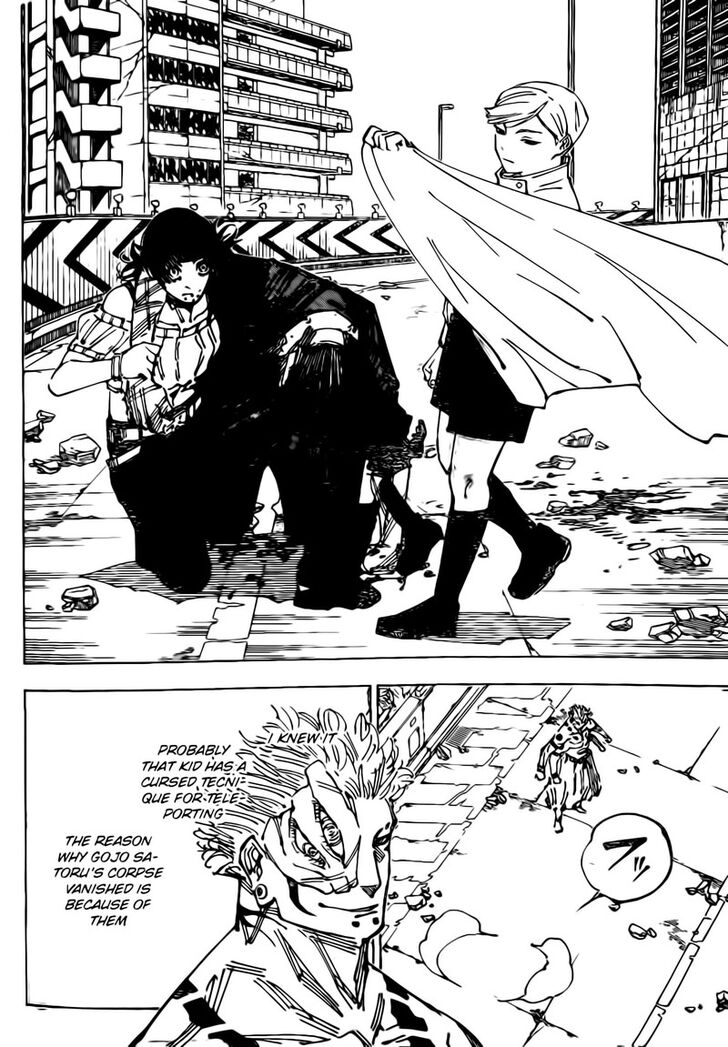 I KNEW IT
PROBABLY
THAT KID HAS A
CURSED TECNI-
QUE FOR TELE-
PORTING
THE REASON
WHY GOJO SA-
TORU'S CORPSE
VANISHED IS
BECAUSE OF
THEM